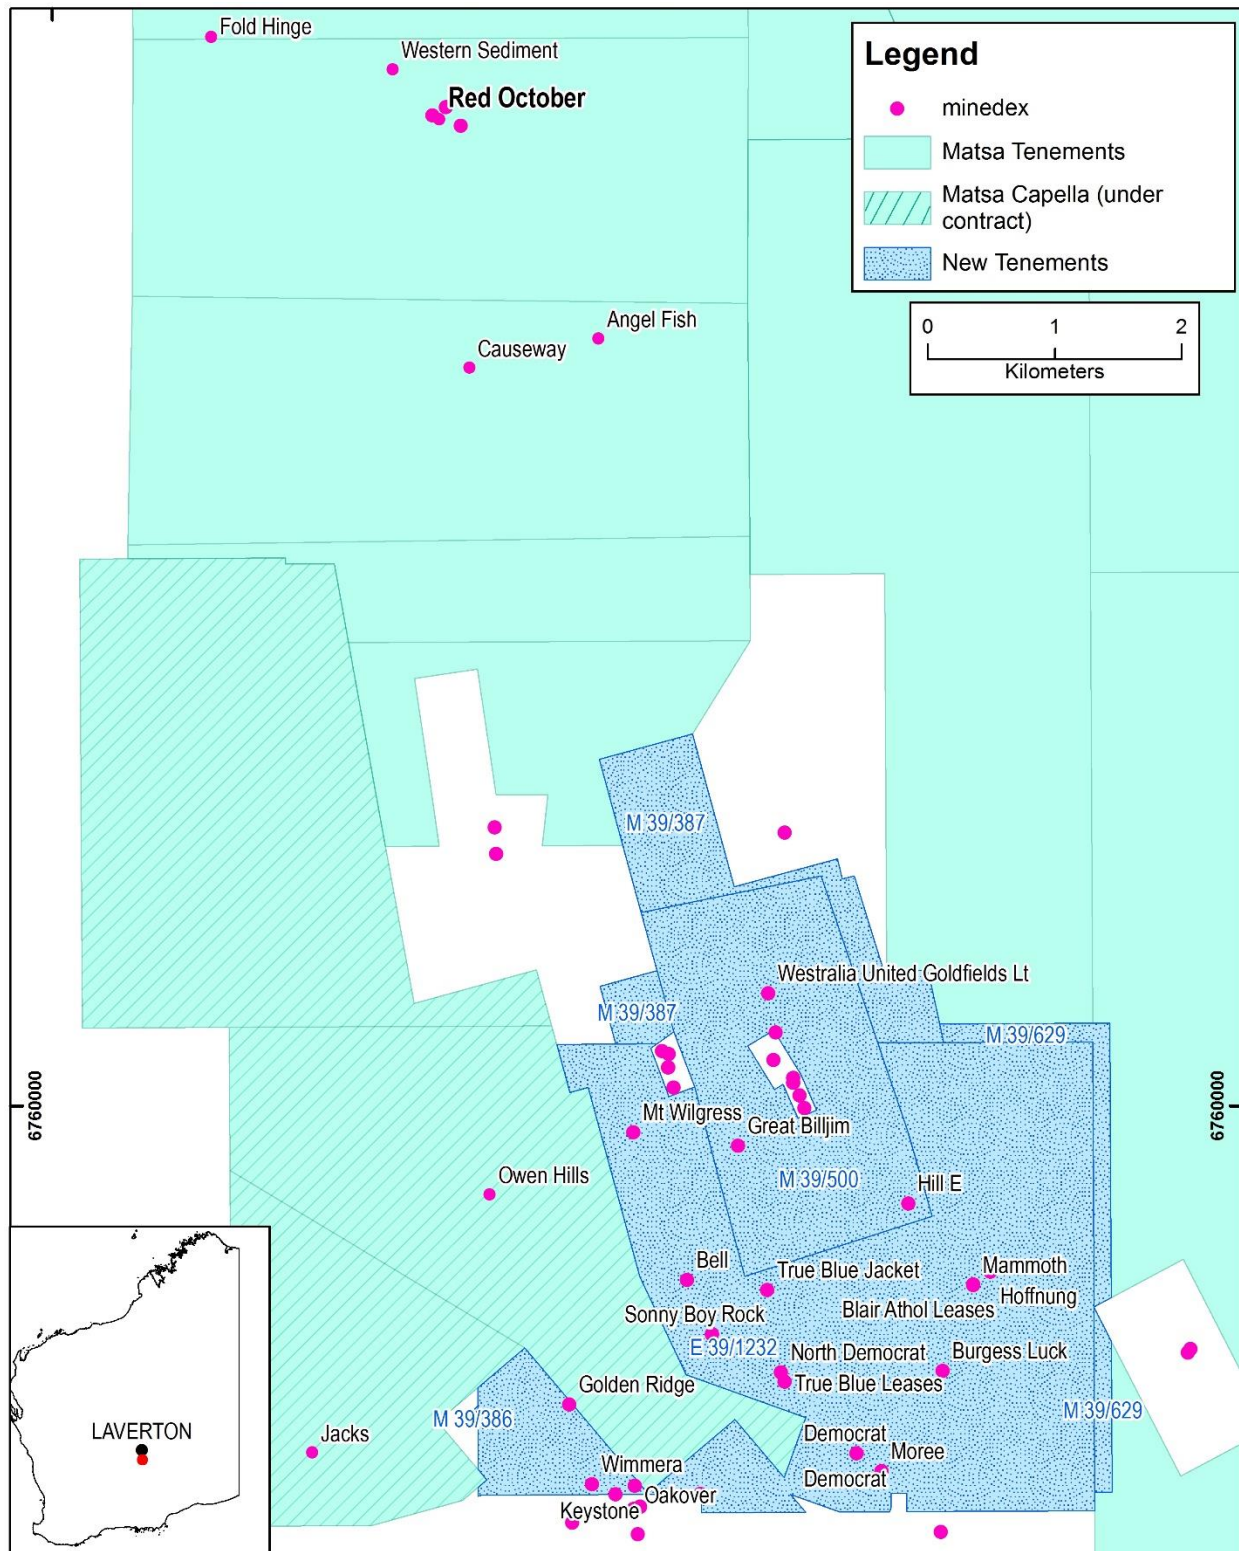 Fold Hinge
Western Sediment
Red October
Legend
minedex
Matsa Tenements
Matsa Capella (under
contract)
New Tenements
0 1 2
Kilometers
Angel Fish
Causeway
M 39/387
Westralia United Goldfields Lt
M 39/387
M 39/629
6760000
6760000
Mt Wilgress
Great Billjim
Owen Hills
M 39/500
Hill E
Bell
True Blue Jacket
Mammoth
Hoffnung
Blair Athol Leases
Sonny Boy Rock
E 39/1232
North Democrat
Burgess Luck
True Blue Leases
Golden Ridge
M 39/386
M 39/629
Jacks
Democrat
Moree
Democrat
Wimmera
Oakover
Keystone
LAVERTON